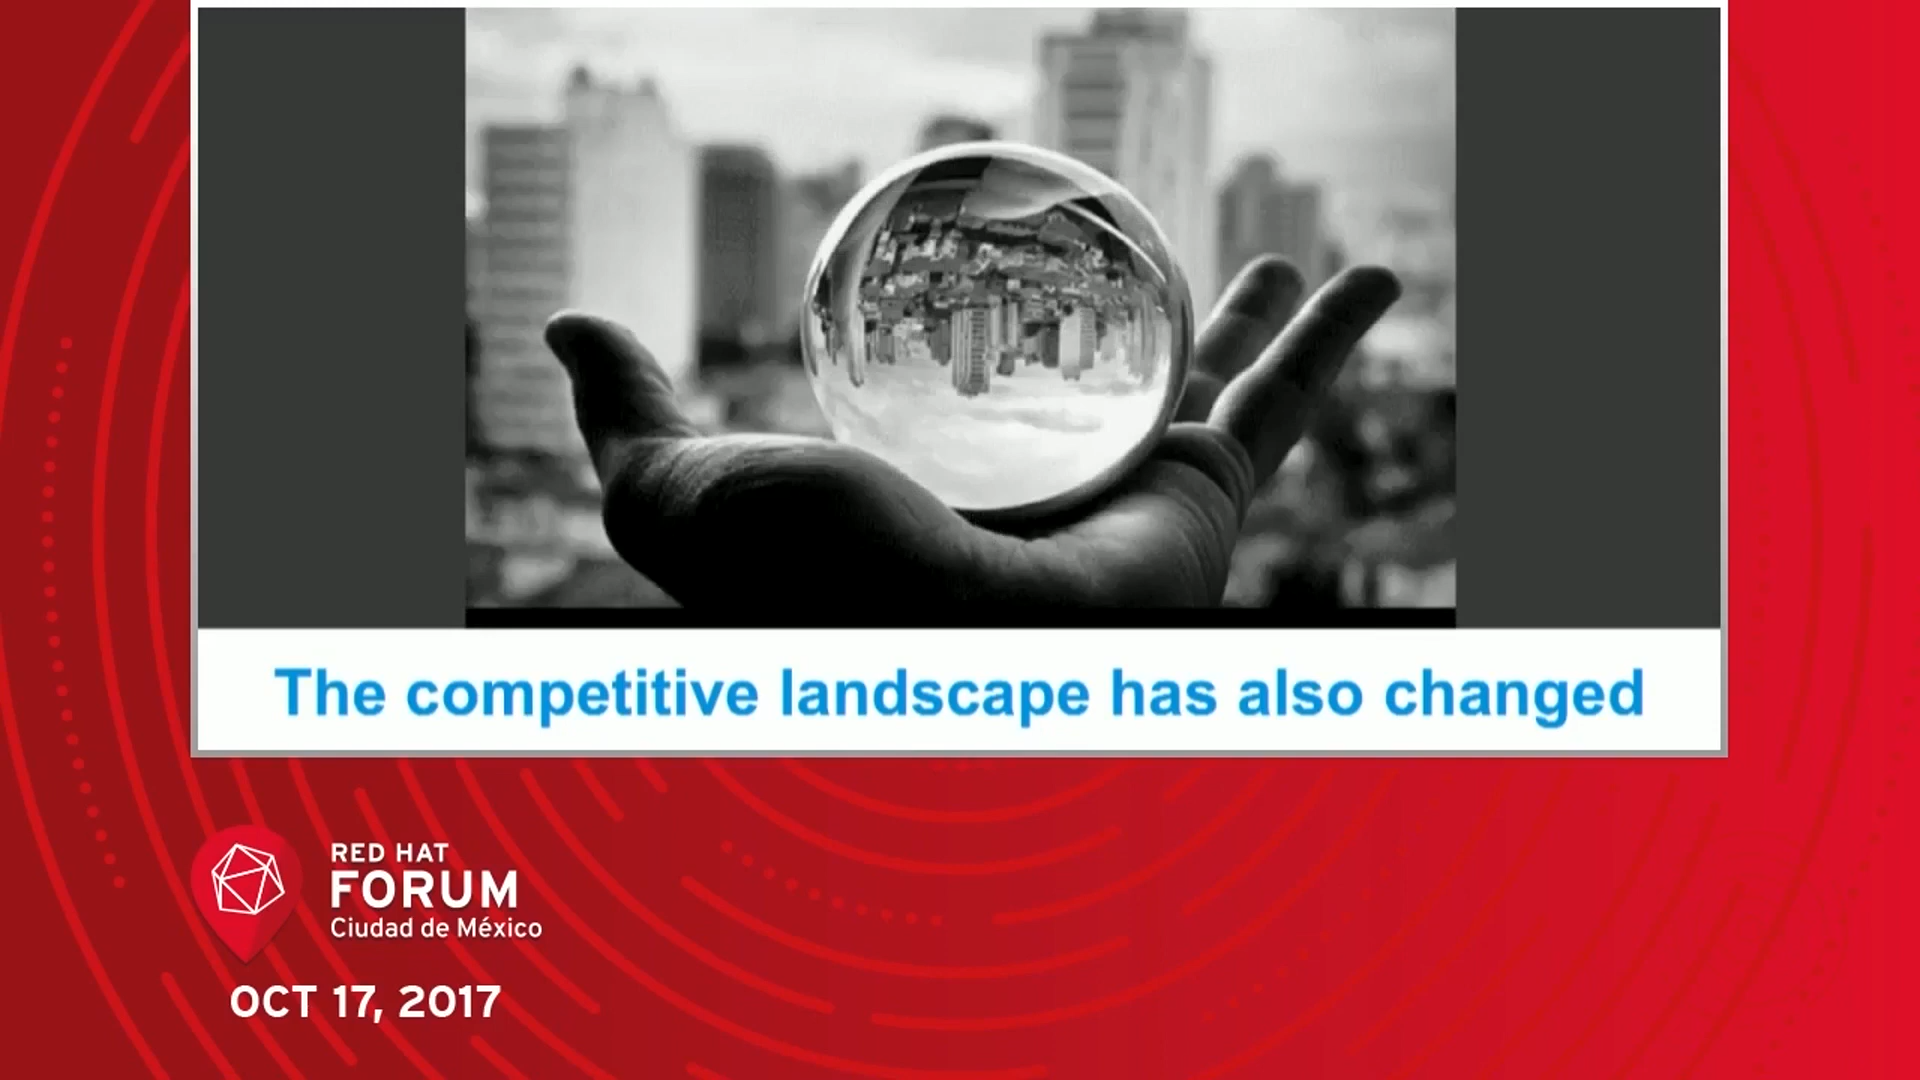 The competitive landscape has also changed
RED HAT
FORUM
Ciudad de México
OCT 17, 2017